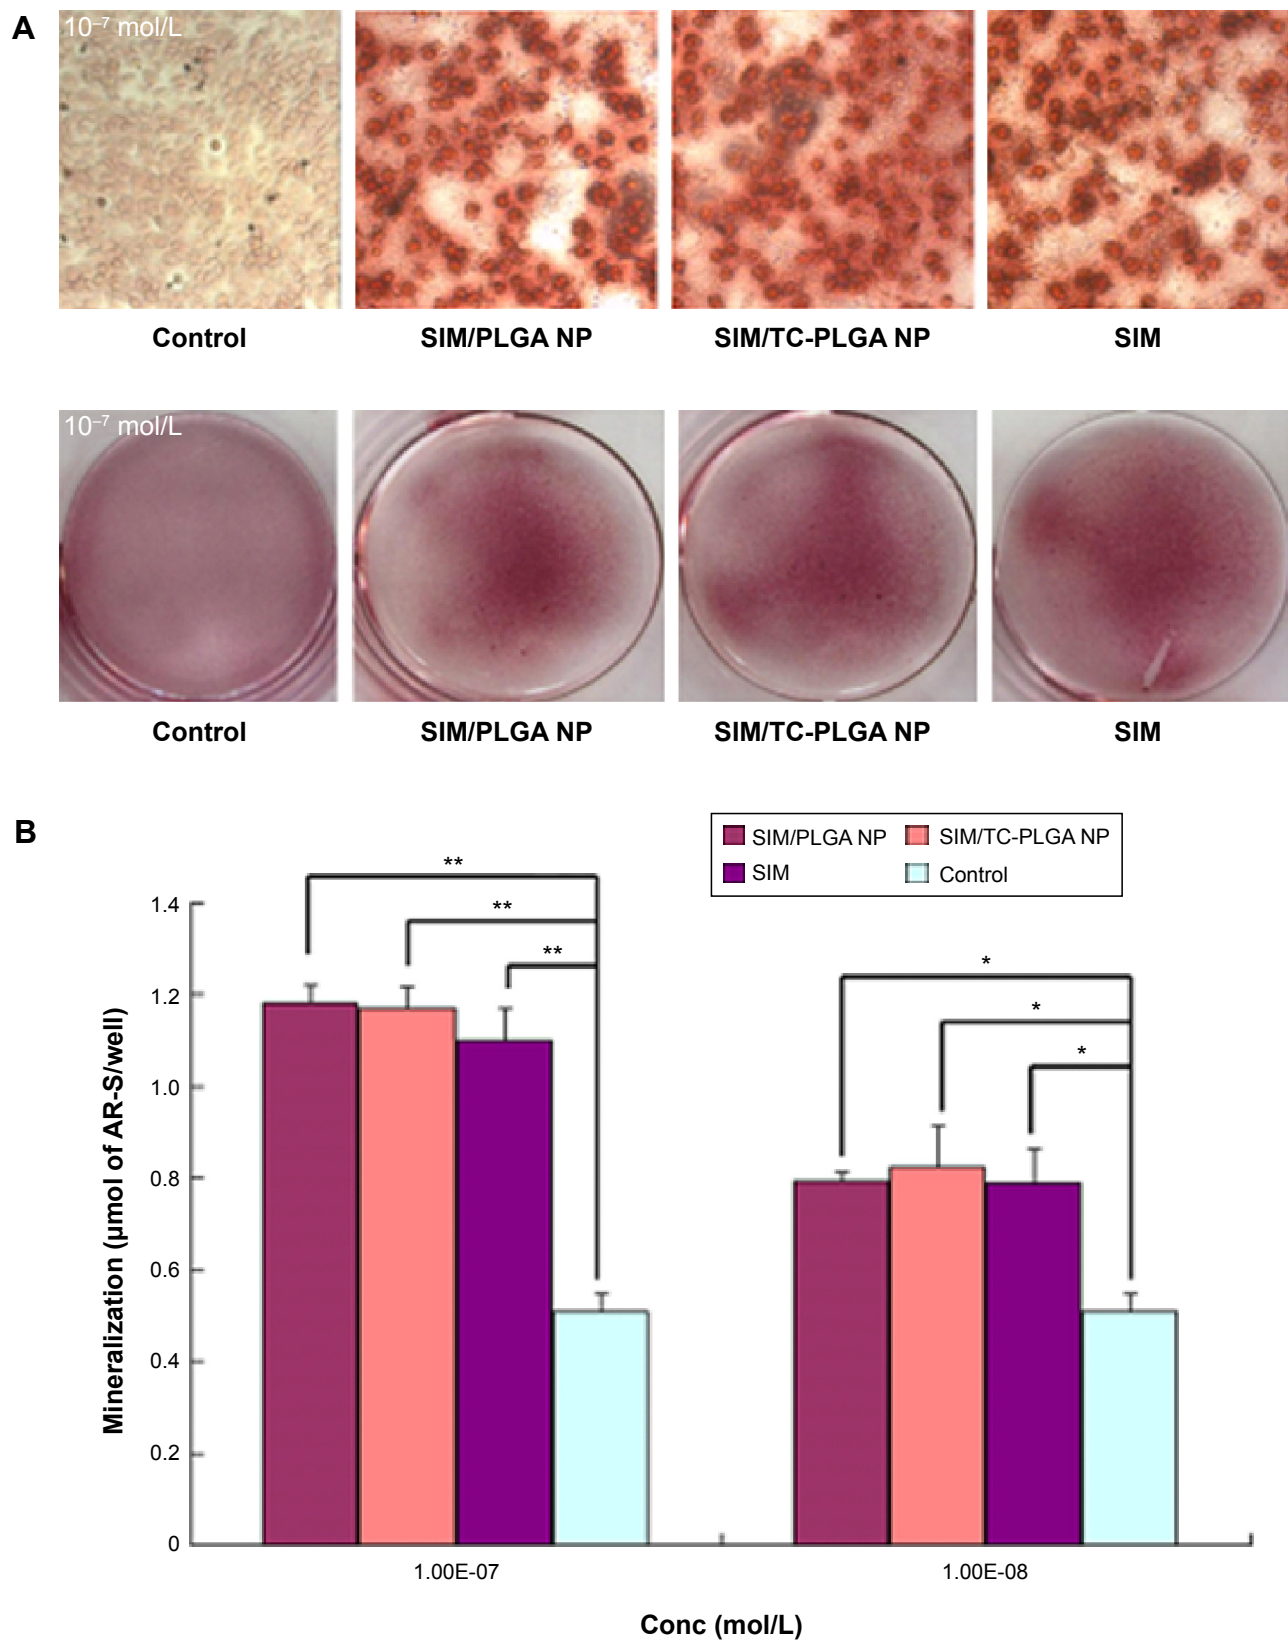 A
10⁻⁷ mol/L
Control
SIM/PLGA NP
SIM/TC-PLGA NP
SIM
10⁻⁷ mol/L
Control
SIM/PLGA NP
SIM/TC-PLGA NP
SIM
B
SIM/PLGA NP
SIM/TC-PLGA NP
SIM
Control
**
**
**
*
*
*
1.4
1.2
1.0
0.8
0.6
0.4
0.2
0
Mineralization (µmol of AR-S/well)
1.00E-07
1.00E-08
Conc (mol/L)